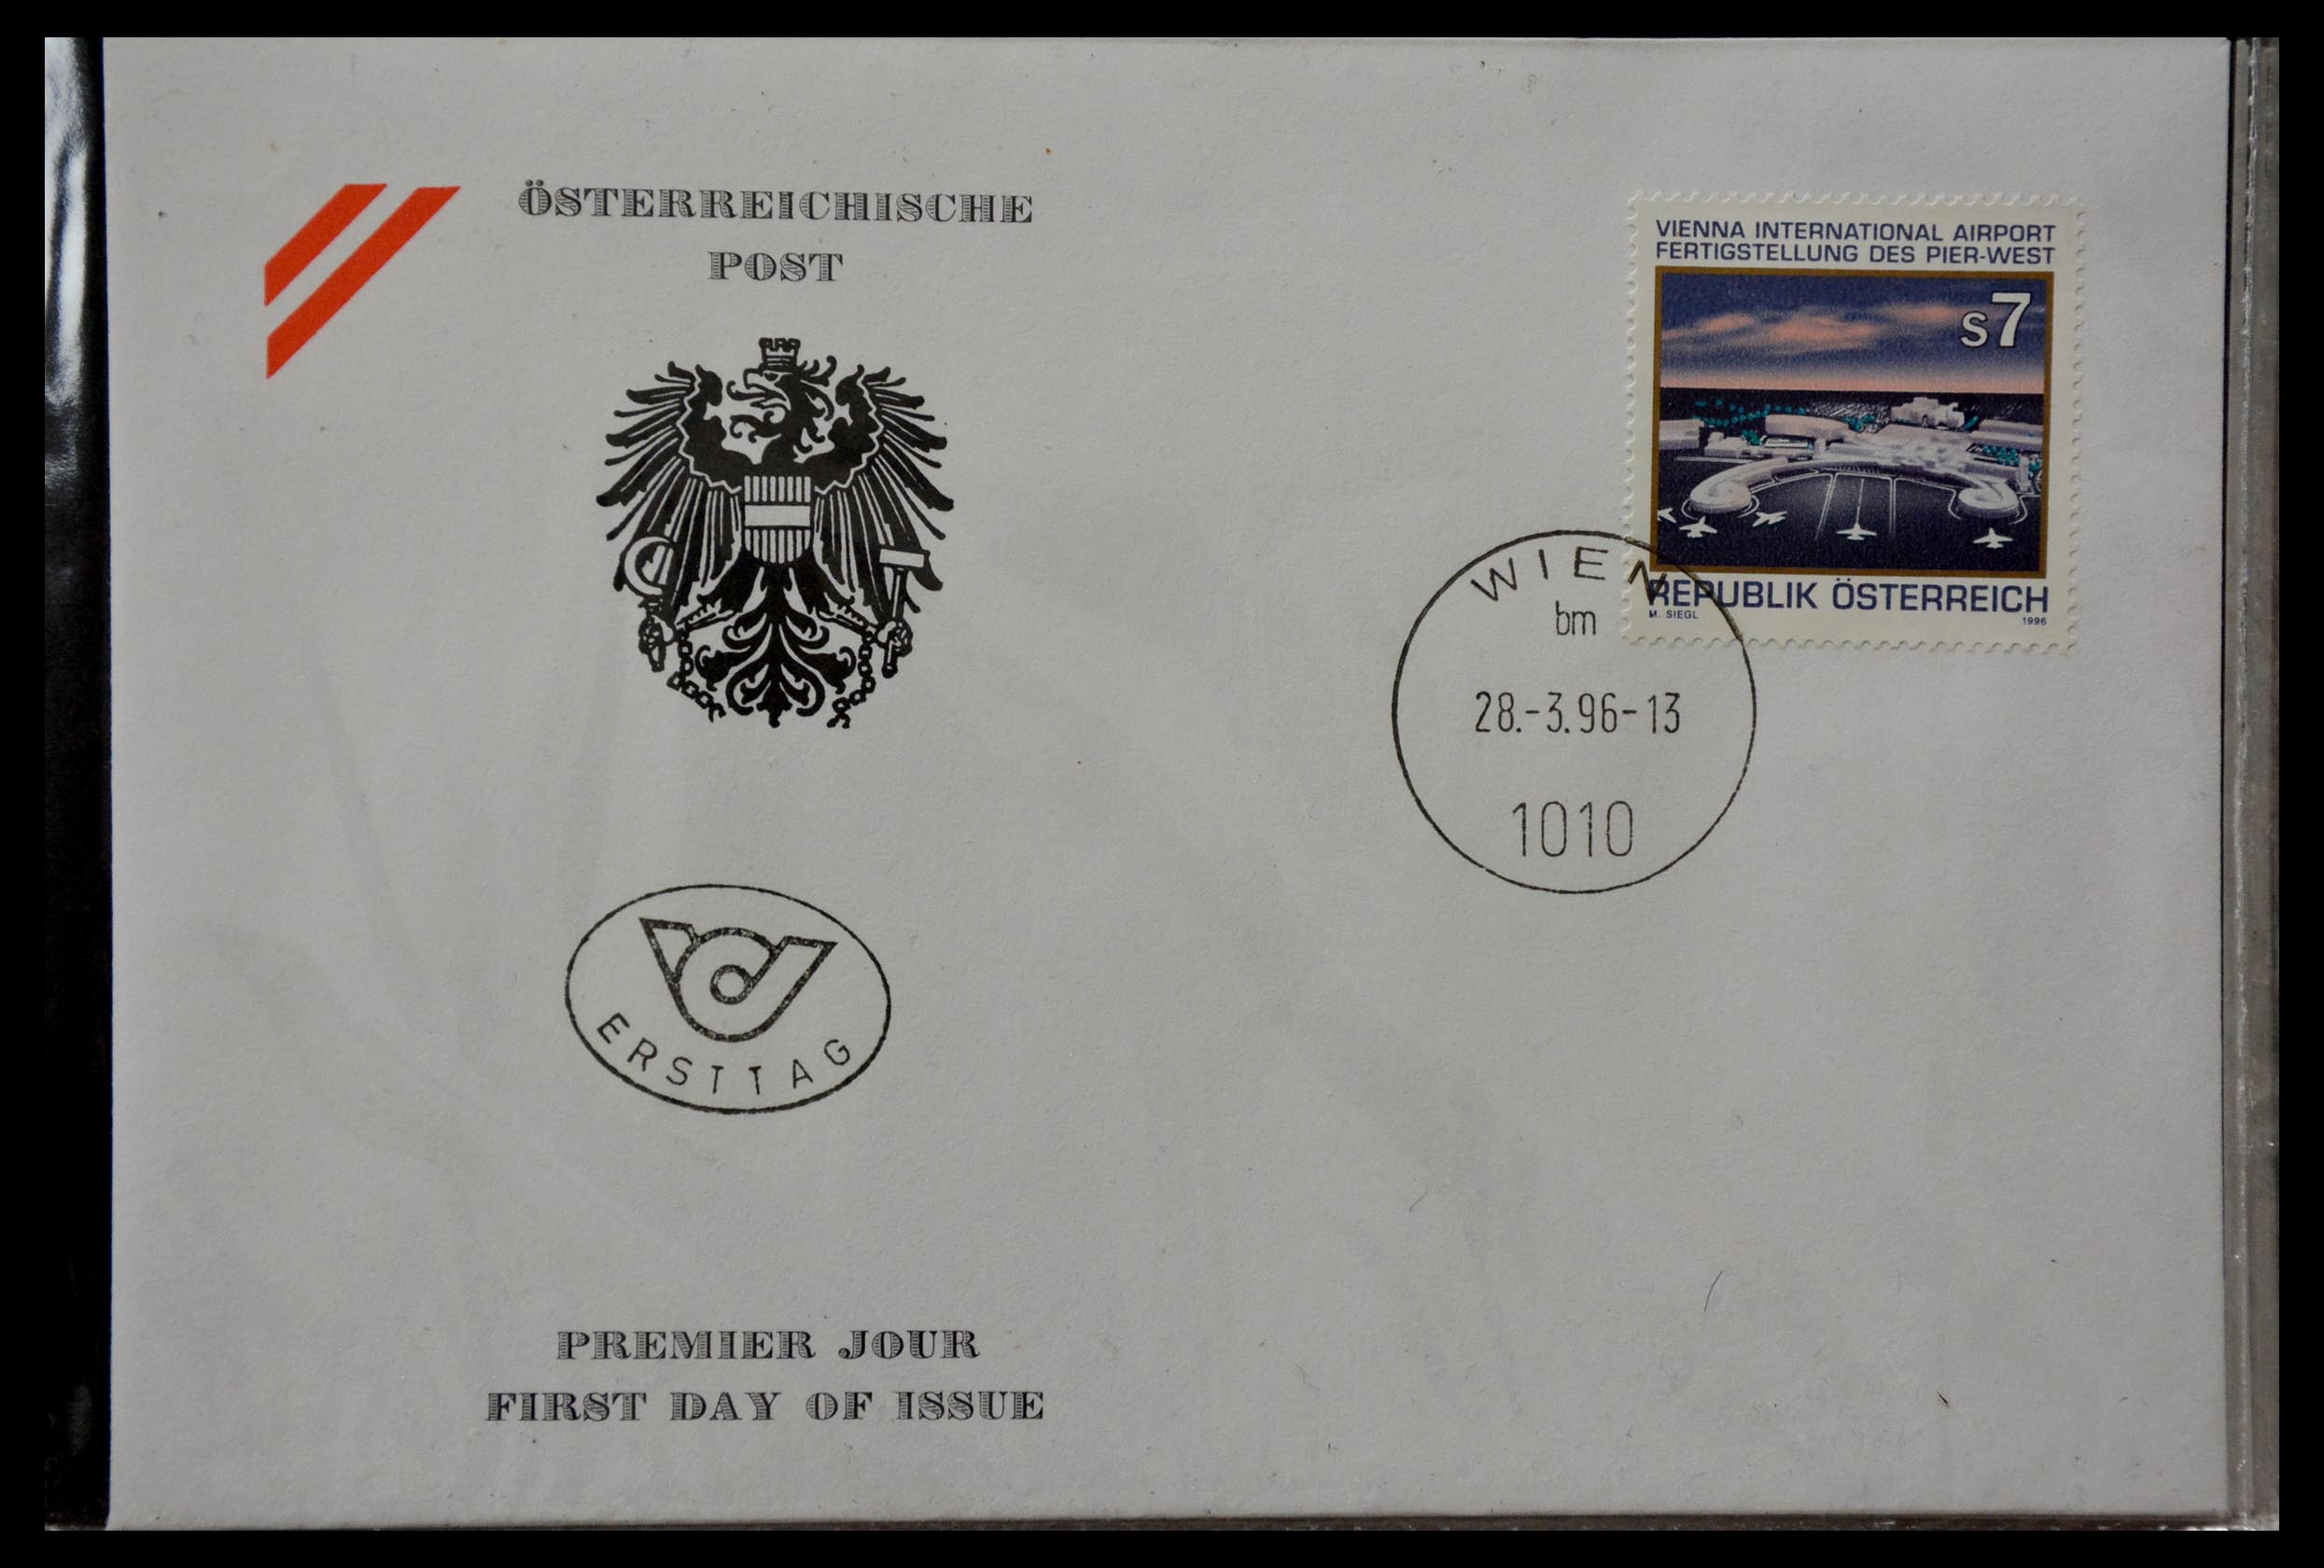 ÖSTERREICHISCHE
POST
VIENNA INTERNATIONAL AIRPORT
FERTIGSTELLUNG DES PIER-WEST
s7
REPUBLIK ÖSTERREICH
M. SIEGL
1996
WIEN
bm
28.-3.96-13
1010
ERSTTAG
PREMIER JOUR
FIRST DAY OF ISSUE